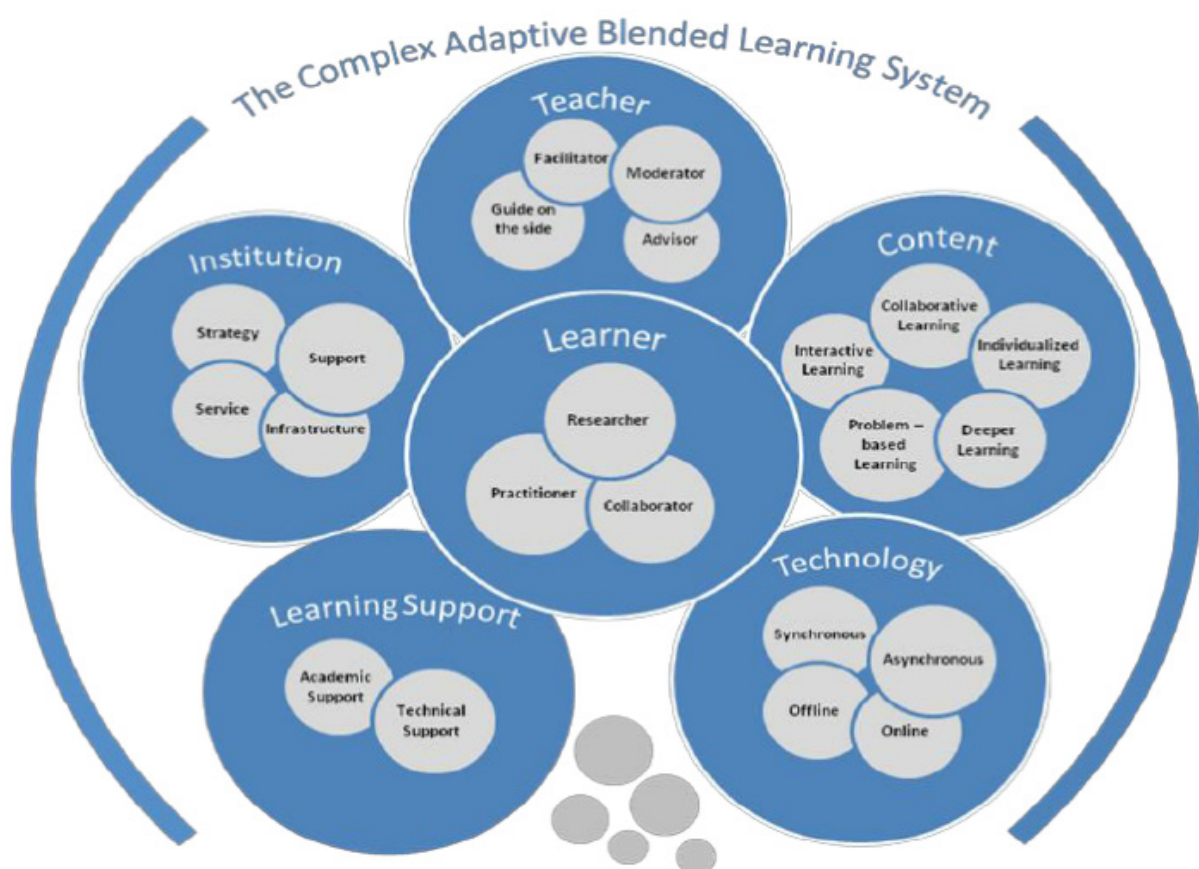 The Complex Adaptive Blended Learning System
Teacher
Facilitator
Moderator
Guide on
the side
Advisor
Institution
Strategy
Support
Service
Infrastructure
Content
Collaborative
Learning
Interactive
Learning
Individualized
Learning
Problem –
based
Learning
Deeper
Learning
Learner
Researcher
Practitioner
Collaborator
Learning Support
Academic
Support
Technical
Support
Technology
Synchronous
Asynchronous
Offline
Online